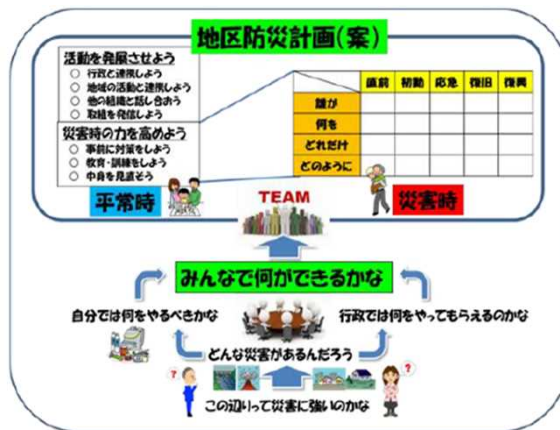 地区防災計画(案)
活動を発展させよう
○ 行政と連携しよう
○ 地域の活動と連携しよう
○ 他の組織と話し合おう
○ 取組を発信しよう
災害時の力を高めよう
○ 事前に対策をしよう
○ 教育・訓練をしよう
○ 中身を見直そう
平常時
直前 初動 応急 復旧 復興
誰が
何を
どれだけ
どのように
災害時
TEAM
みんなで何ができるかな
自分では何をやるべきかな
行政では何をやってもらえるのかな
どんな災害があるんだろう
?
?
この辺りって災害に強いのかな